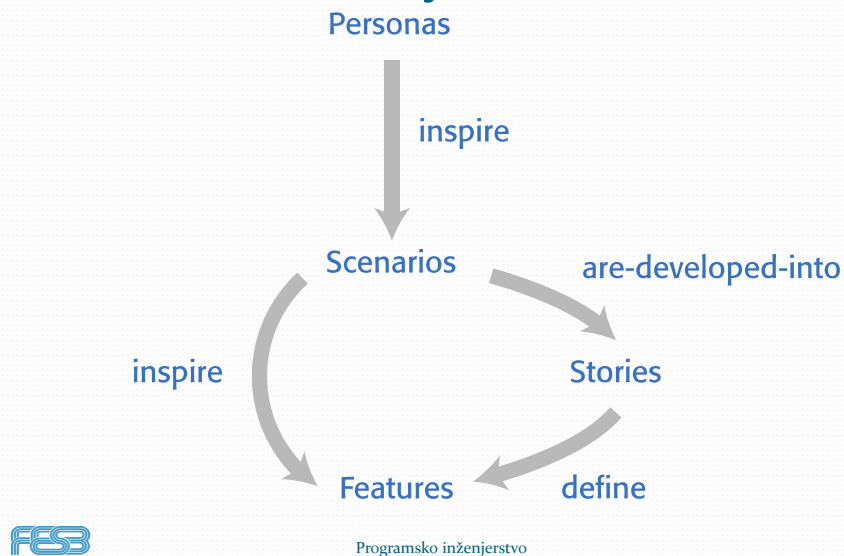 Personas
inspire
Scenarios
are-developed-into
inspire
Stories
Features
define
FESB
Programsko inženjerstvo